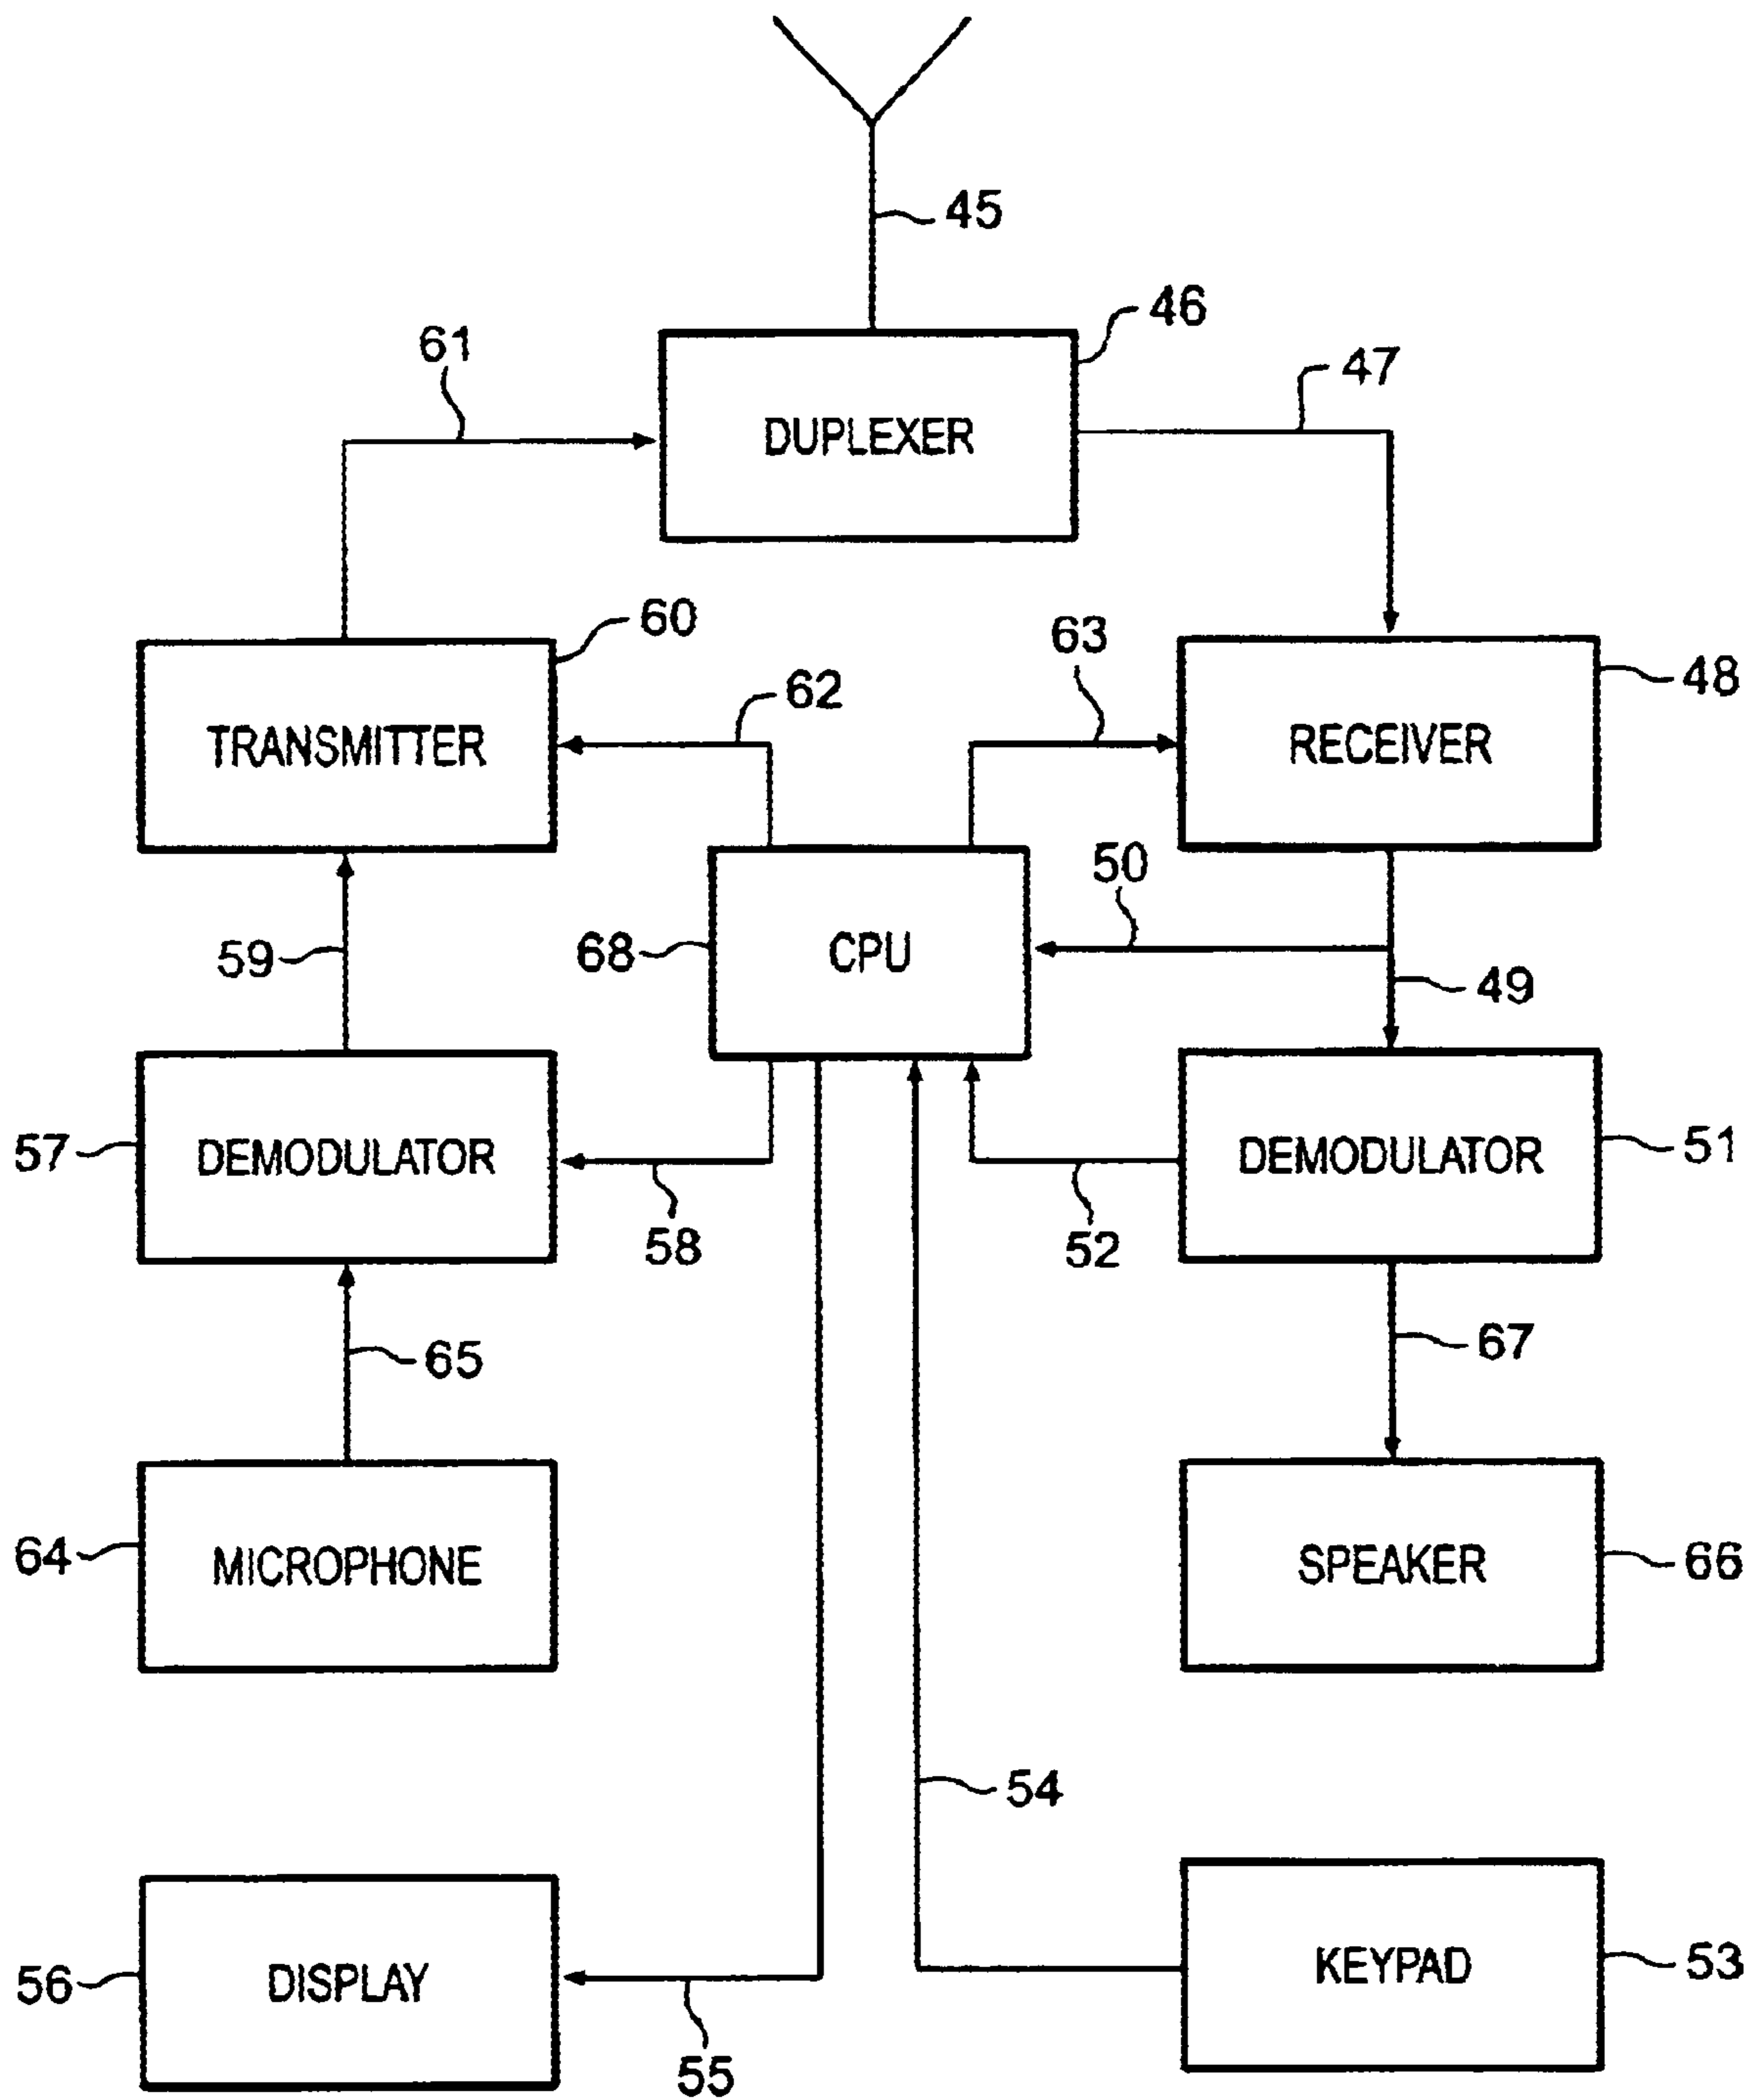 45
46
61
47
DUPLEXER
60
63
48
62
TRANSMITTER
RECEIVER
50
59
68
CPU
49
57
DEMODULATOR
DEMODULATOR
51
58
52
65
67
64
MICROPHONE
SPEAKER
66
54
56
DISPLAY
KEYPAD
53
55